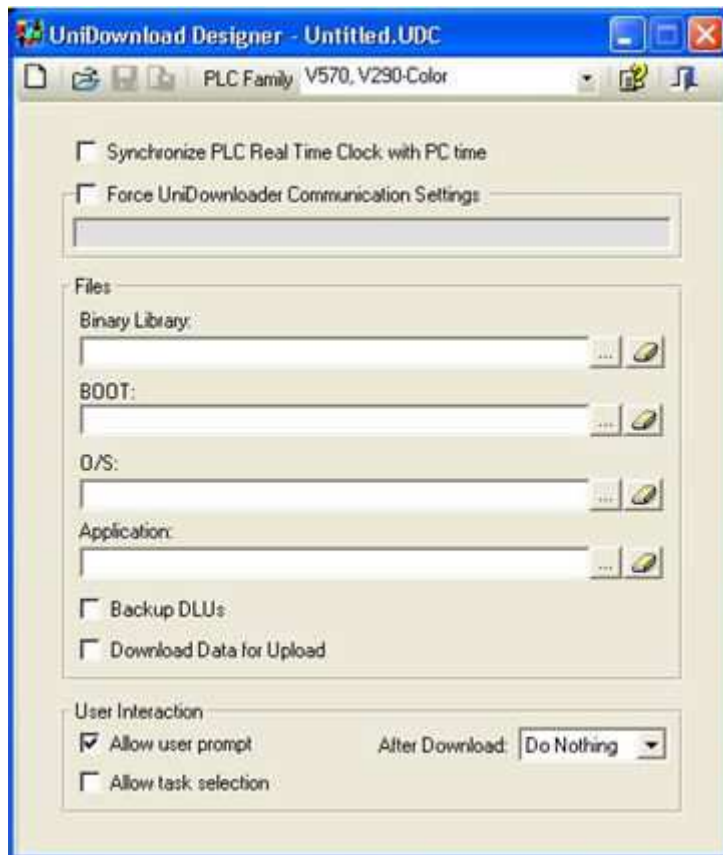 UniDownload Designer - Untitled.UDC
PLC Family V570, V290-Color
Synchronize PLC Real Time Clock with PC time
Force UniDownloader Communication Settings
Files
Binary Library:
...
BOOT:
...
O/S:
...
Application:
...
Backup DLUs
Download Data for Upload
User Interaction
Allow user prompt After Download: Do Nothing
Allow task selection